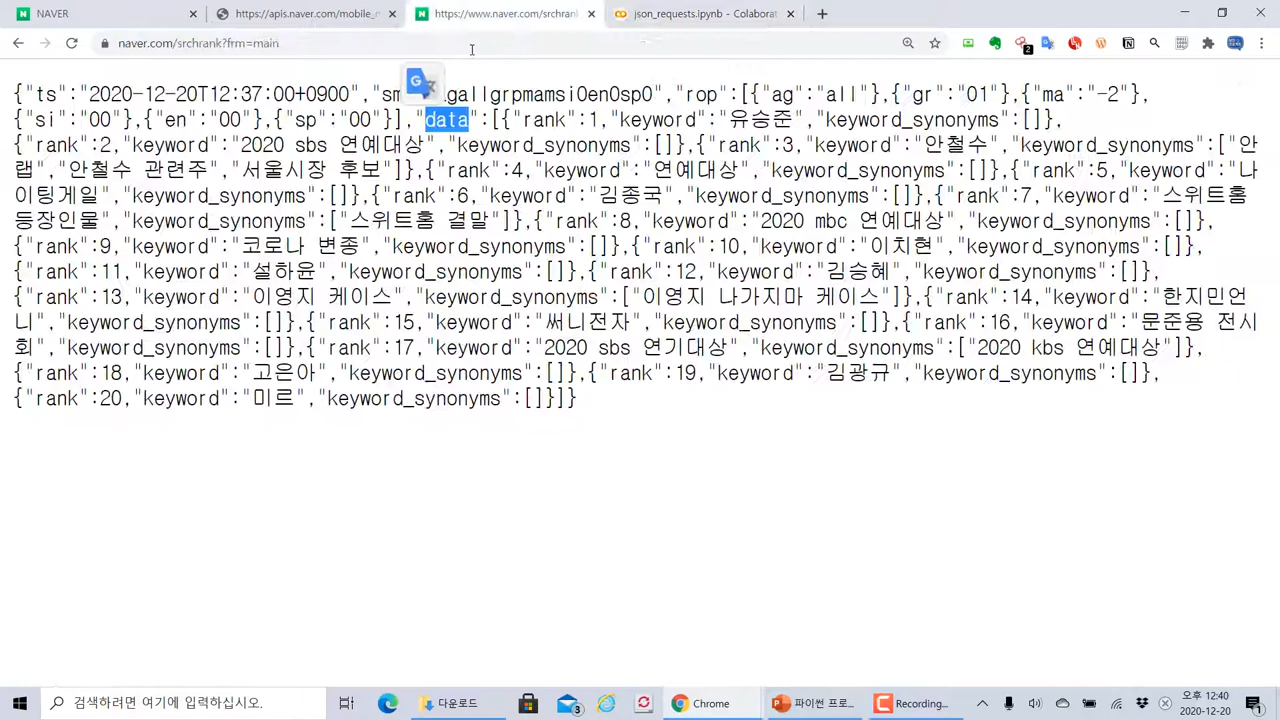 NAVER
https://apis.naver.com/mobile_m
https://www.naver.com/srchrank
json_requests.ipynb - Colaborat
naver.com/srchrank?frm=main
2
{"ts":"2020-12-20T12:37:00+0900","sm gallgrpmamsi0en0sp0","rop":[{"ag":"all"},{"gr":"01"},{"ma":"-2"},
{"si":"00"},{"en":"00"},{"sp":"00"}],"data":[{"rank":1,"keyword":"유승준","keyword_synonyms":[]},
{"rank":2,"keyword":"2020 sbs 연예대상","keyword_synonyms":[]},{"rank":3,"keyword":"안철수","keyword_synonyms":["안
랩","안철수 관련주","서울시장 후보"]},{"rank":4,"keyword":"연예대상","keyword_synonyms":[]},{"rank":5,"keyword":"나
이팅게일","keyword_synonyms":[]},{"rank":6,"keyword":"김종국","keyword_synonyms":[]},{"rank":7,"keyword":"스위트홈
등장인물","keyword_synonyms":["스위트홈 결말"]},{"rank":8,"keyword":"2020 mbc 연예대상","keyword_synonyms":[]},
{"rank":9,"keyword":"코로나 변종","keyword_synonyms":[]},{"rank":10,"keyword":"이치현","keyword_synonyms":[]},
{"rank":11,"keyword":"설하윤","keyword_synonyms":[]},{"rank":12,"keyword":"김승혜","keyword_synonyms":[]},
{"rank":13,"keyword":"이영지 케이스","keyword_synonyms":["이영지 나가지마 케이스"]},{"rank":14,"keyword":"한지민언
니","keyword_synonyms":[]},{"rank":15,"keyword":"써니전자","keyword_synonyms":[]},{"rank":16,"keyword":"문준용 전시
회","keyword_synonyms":[]},{"rank":17,"keyword":"2020 sbs 연기대상","keyword_synonyms":["2020 kbs 연예대상"]},
{"rank":18,"keyword":"고은아","keyword_synonyms":[]},{"rank":19,"keyword":"김광규","keyword_synonyms":[]},
{"rank":20,"keyword":"미르","keyword_synonyms":[]}]}
검색하려면 여기에 입력하십시오.
다운로드
3
Chrome
파이썬 프로...
Recording...
오후 12:40
2020-12-20
1